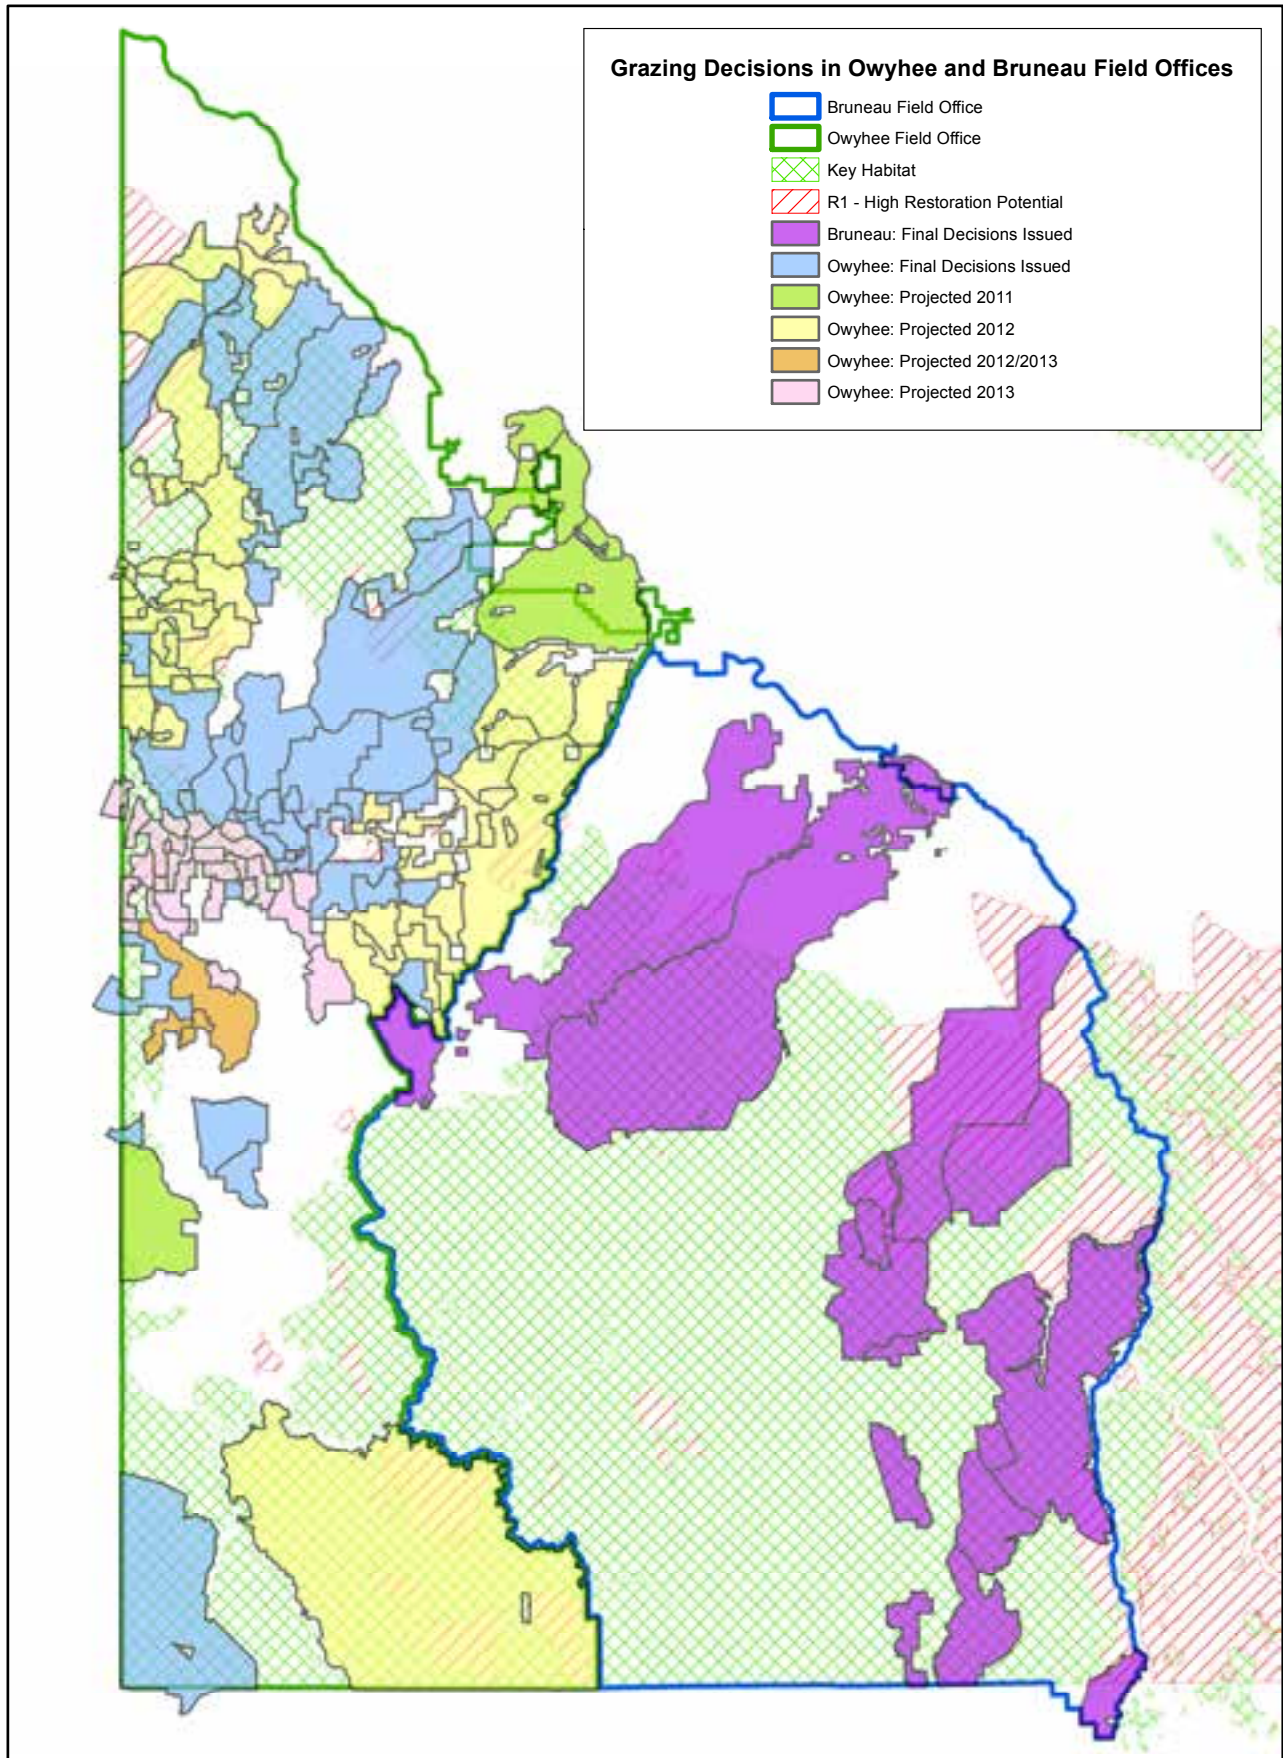 Grazing Decisions in Owyhee and Bruneau Field Offices
Bruneau Field Office
Owyhee Field Office
Key Habitat
R1 - High Restoration Potential
Bruneau: Final Decisions Issued
Owyhee: Final Decisions Issued
Owyhee: Projected 2011
Owyhee: Projected 2012
Owyhee: Projected 2012/2013
Owyhee: Projected 2013